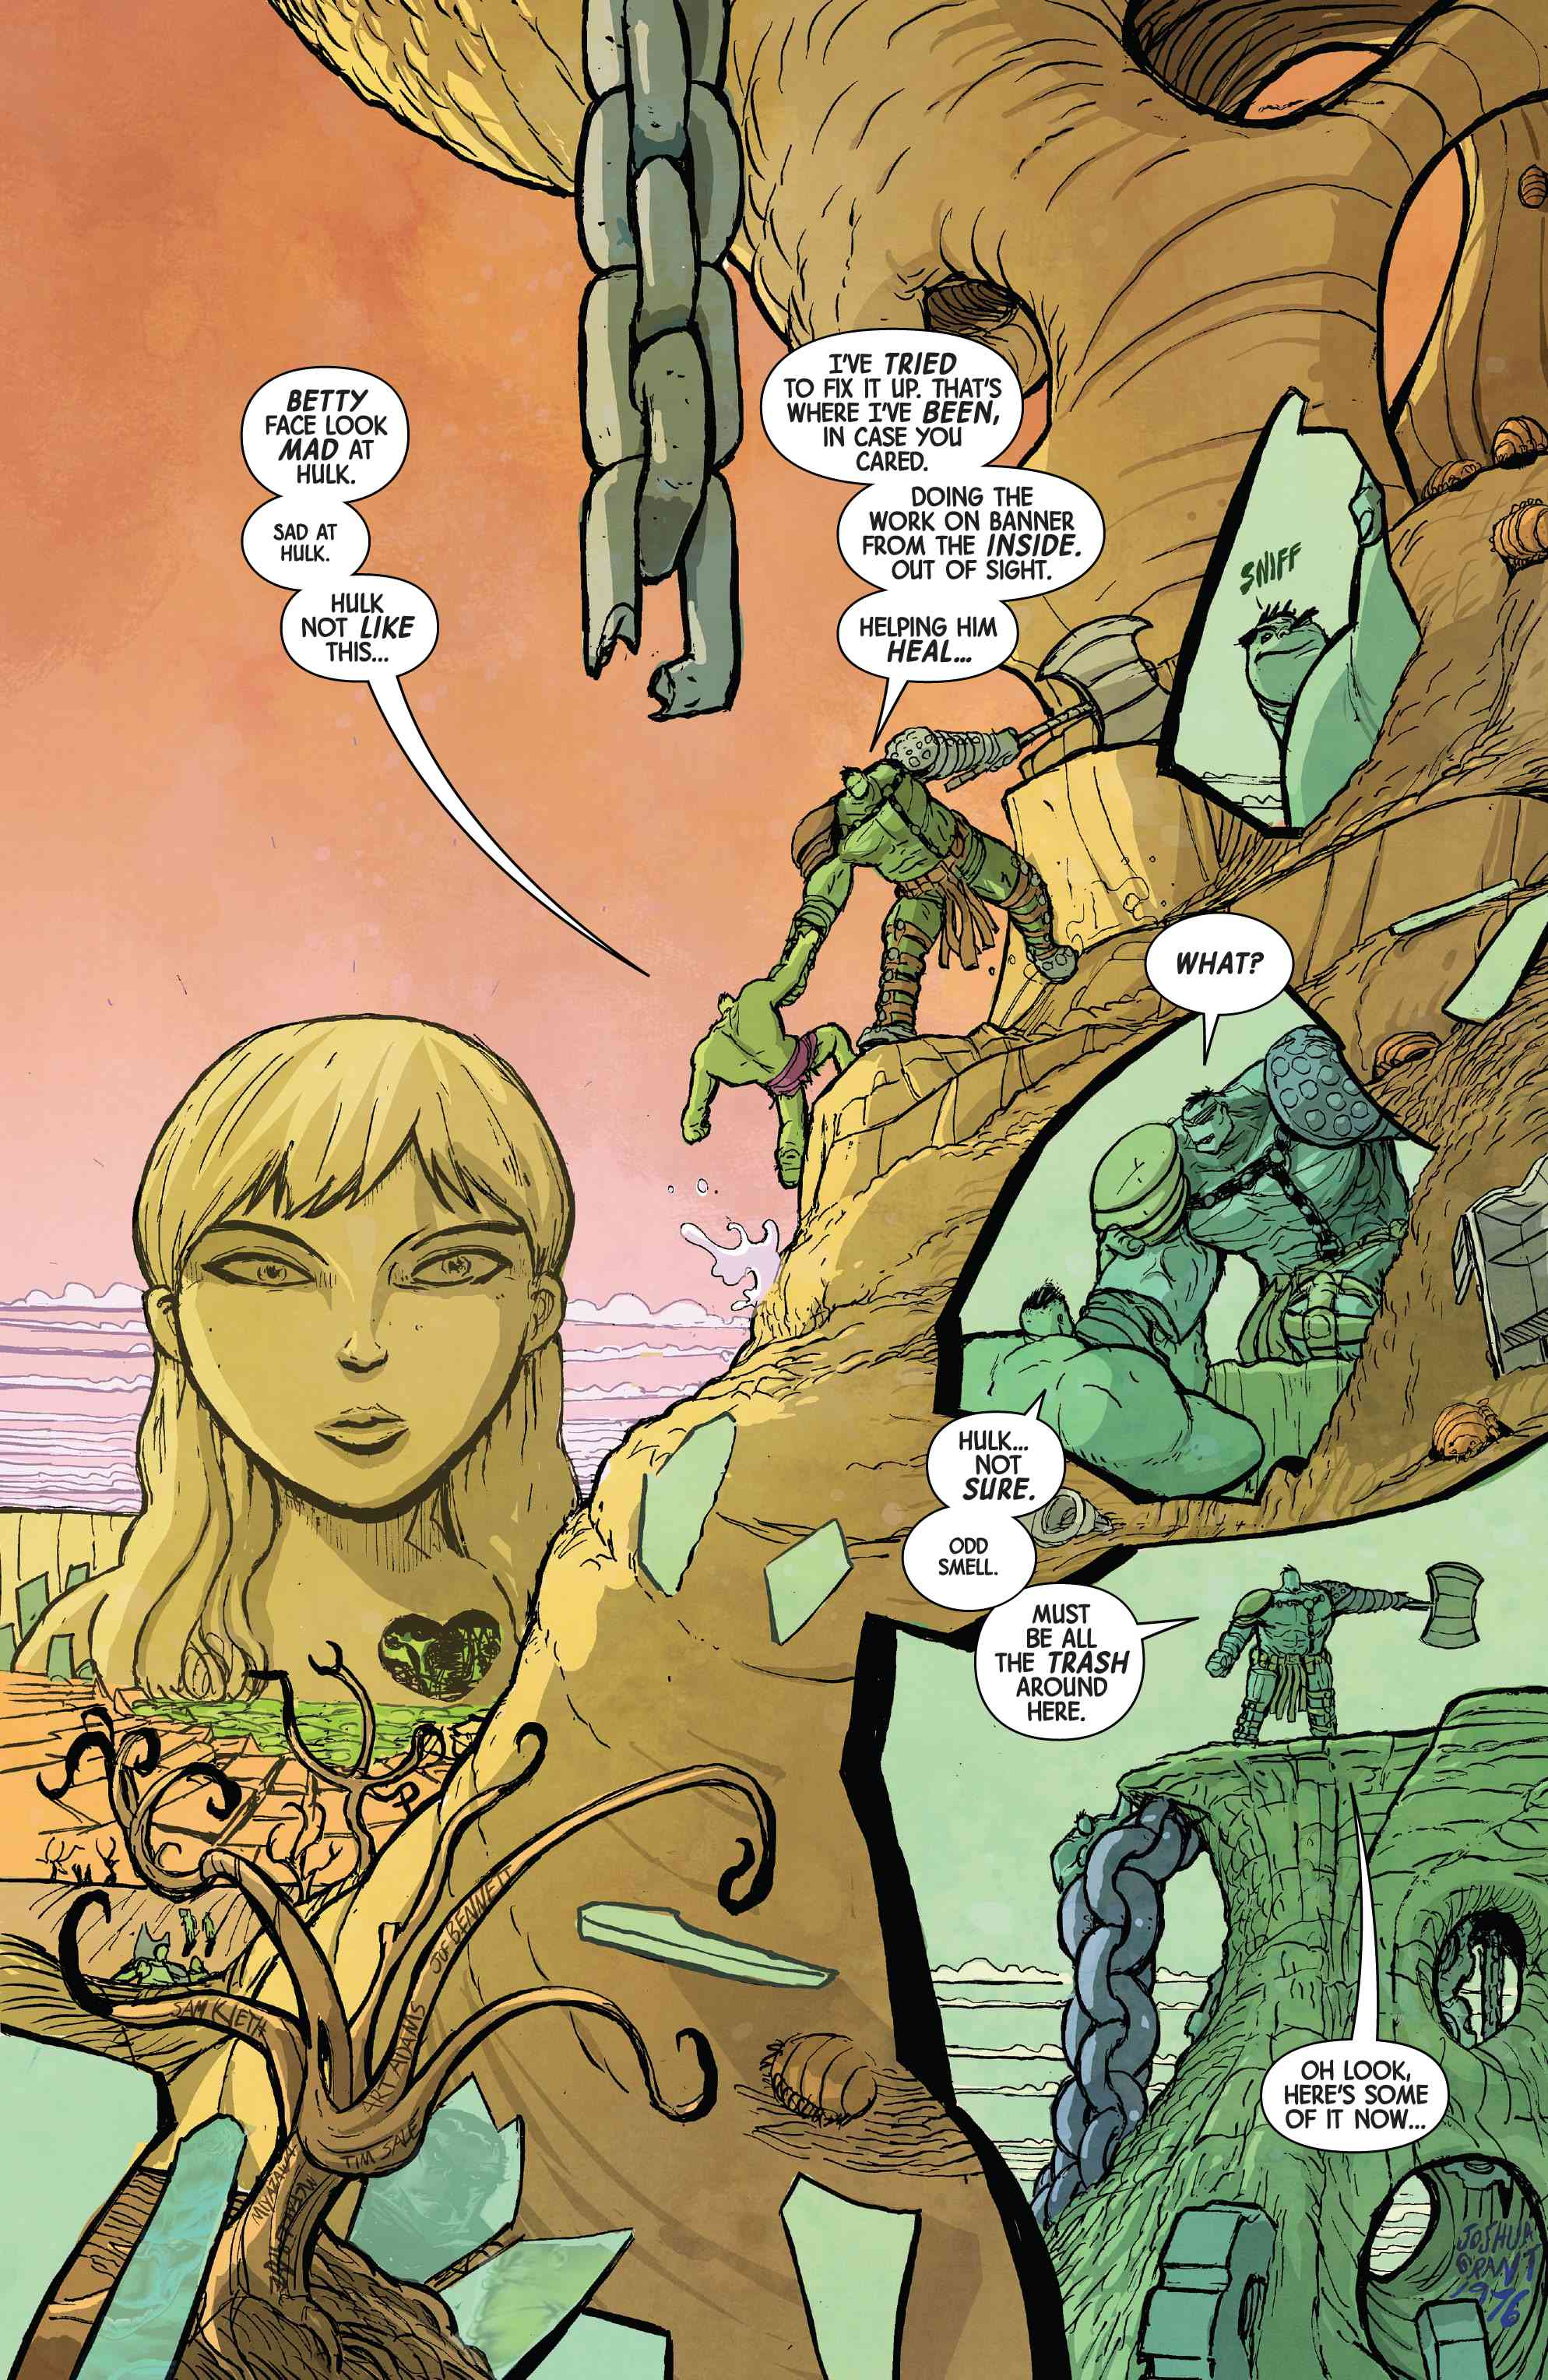 BETTY
FACE LOOK
MAD AT
HULK.
SAD AT
HULK.
HULK
NOT LIKE
THIS...
I'VE TRIED
TO FIX IT UP. THAT'S
WHERE I'VE BEEN,
IN CASE YOU
CARED.
DOING THE
WORK ON BANNER
FROM THE INSIDE.
OUT OF SIGHT.
HELPING HIM
HEAL...
SNIFF
WHAT?
HULK...
NOT
SURE.
ODD
SMELL.
MUST
BE ALL
THE TRASH
AROUND
HERE.
OH LOOK,
HERE'S SOME
OF IT NOW...
JOE BENNETT
SAM KIETH
ART ADAMS
TIM SALE
MIYAZAWA
JOSHUA
GRANT
1976